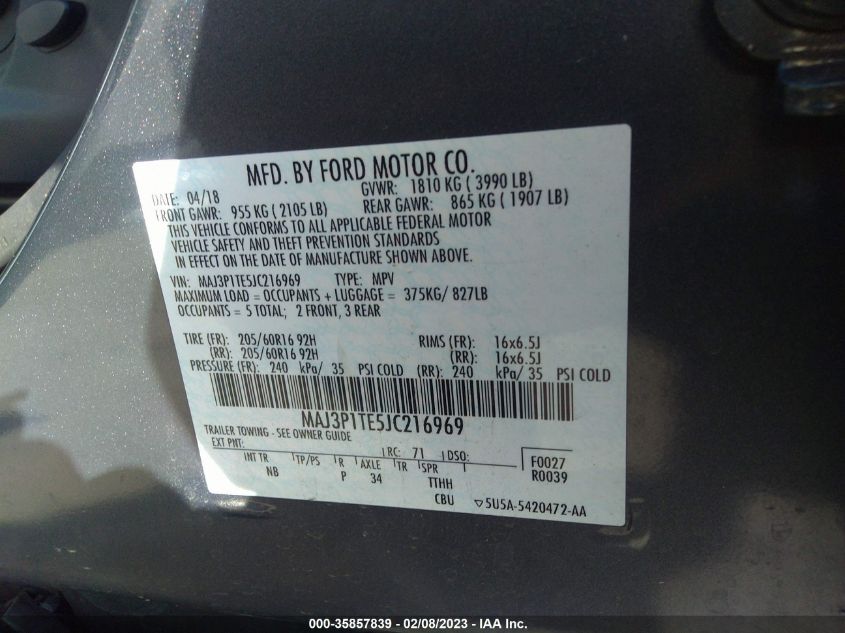 MFD. BY FORD MOTOR CO.
DATE: 04/18 GVWR: 1810 KG ( 3990 LB)
FRONT GAWR: 955 KG ( 2105 LB) REAR GAWR: 865 KG ( 1907 LB)
THIS VEHICLE CONFORMS TO ALL APPLICABLE FEDERAL MOTOR
VEHICLE SAFETY AND THEFT PREVENTION STANDARDS
IN EFFECT ON THE DATE OF MANUFACTURE SHOWN ABOVE.
VIN: MAJ3P1TE5JC216969 TYPE: MPV
MAXIMUM LOAD = OCCUPANTS + LUGGAGE = 375KG/ 827LB
OCCUPANTS = 5 TOTAL; 2 FRONT, 3 REAR
TIRE (FR): 205/60R16 92H RIMS (FR): 16x6.5J
(RR): 205/60R16 92H (RR): 16x6.5J
PRESSURE (FR): 240 kPa/ 35 PSI COLD (RR): 240 kPa/ 35 PSI COLD
MAJ3P1TE5JC216969
TRAILER TOWING - SEE OWNER GUIDE
EXT PNT: RC: 71 DSO: F0027
INT TR TP/PS R AXLE TR SPR R0039
NB P 34 TTHH
CBU 5U5A-5420472-AA
000-35857839 - 02/08/2023 - IAA Inc.